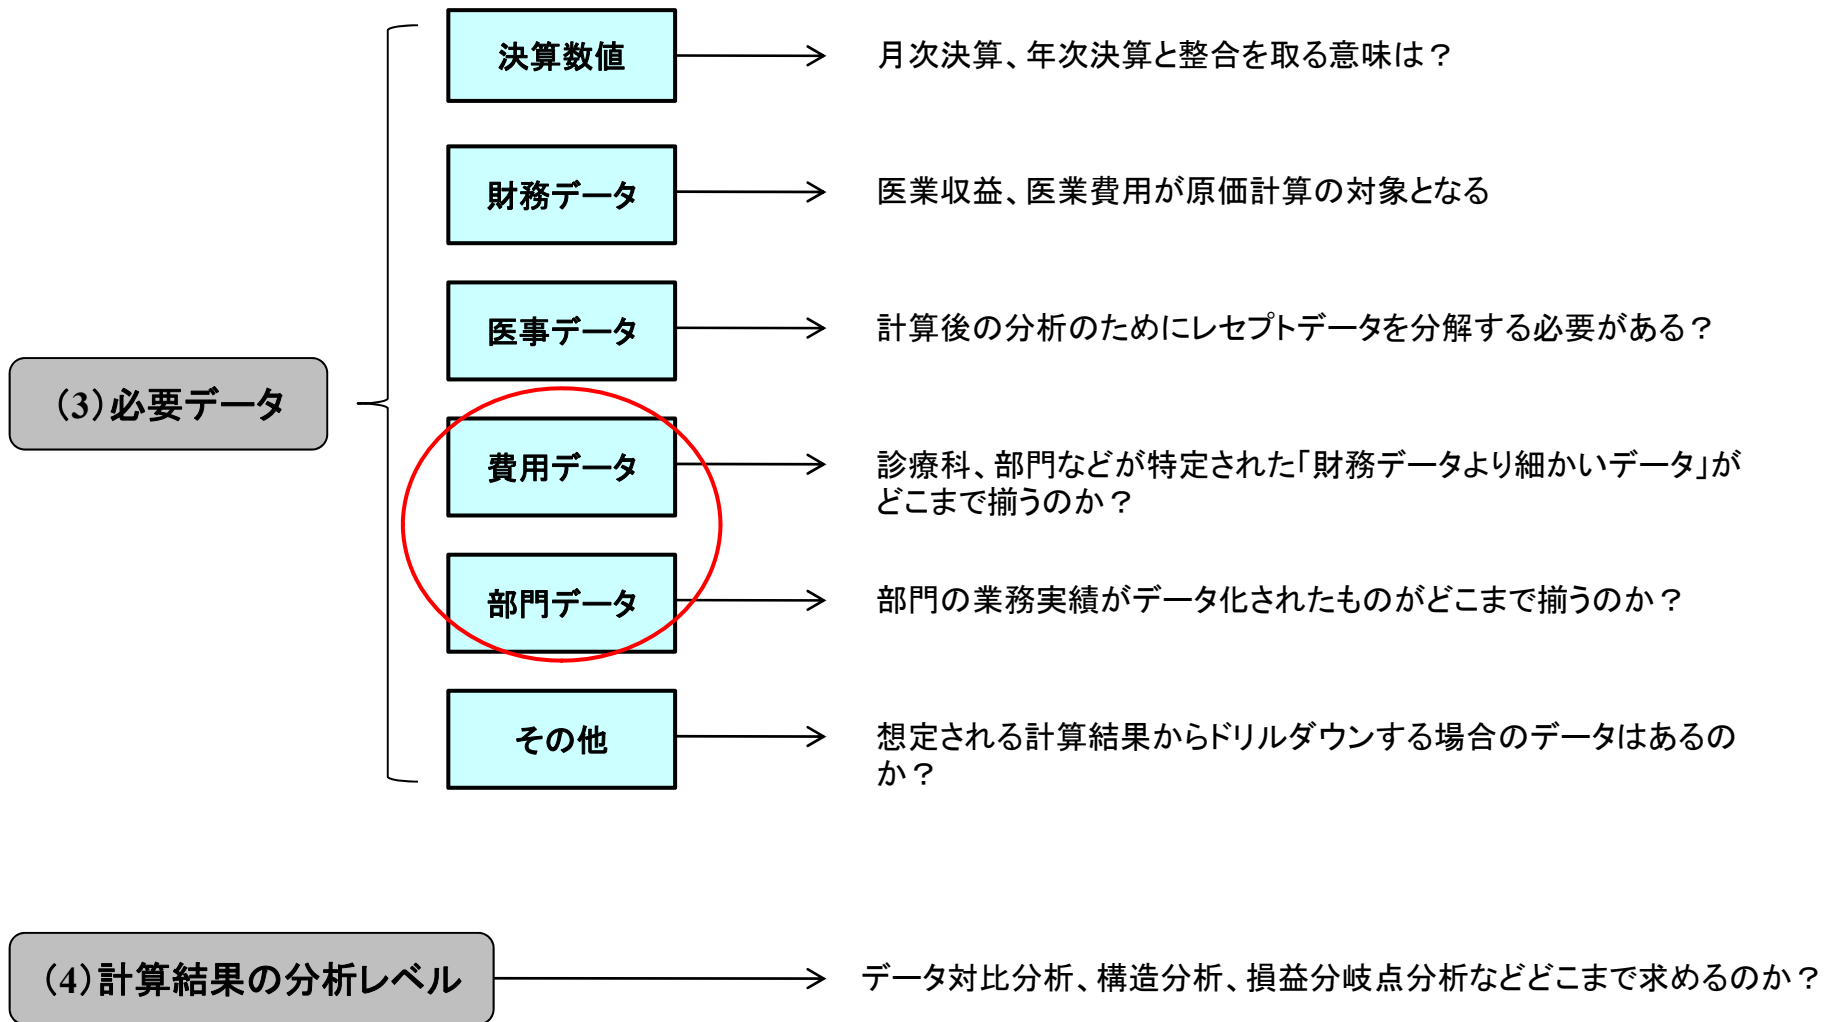 決算数値
月次決算、年次決算と整合を取る意味は？
財務データ
医業収益、医業費用が原価計算の対象となる
医事データ
計算後の分析のためにレセプトデータを分解する必要がある？
（3）必要データ
費用データ
診療科、部門などが特定された「財務データより細かいデータ」が
どこまで揃うのか？
部門データ
部門の業務実績がデータ化されたものがどこまで揃うのか？
その他
想定される計算結果からドリルダウンする場合のデータはあるの
か？
（4）計算結果の分析レベル
データ対比分析、構造分析、損益分岐点分析などどこまで求めるのか？